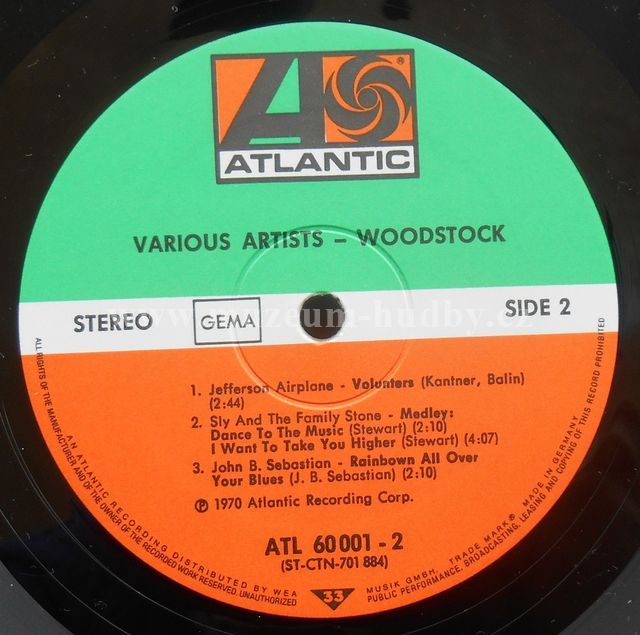 ATLANTIC ®
VARIOUS ARTISTS – WOODSTOCK
STEREO GEMA SIDE 2
1. Jefferson Airplane - Volunters (Kantner, Balin)
(2:44)
2. Sly And The Family Stone - Medley:
Dance To The Music (Stewart) (2:10)
I Want To Take You Higher (Stewart) (4:07)
3. John B. Sebastian - Rainbown All Over
Your Blues (J. B. Sebastian) (2:10)
℗ 1970 Atlantic Recording Corp.
ATL 60 001 - 2
(ST-CTN-701 884)
33
AN ATLANTIC RECORDING DISTRIBUTED BY WEA MUSIK GMBH. TRADE MARK® MADE IN GERMANY
ALL RIGHTS OF THE MANUFACTURER AND OF THE OWNER OF THE RECORDED WORK RESERVED. UNAUTHORIZED PUBLIC PERFORMANCE, BROADCASTING, LEASING AND COPYING OF THIS RECORD PROHIBITED